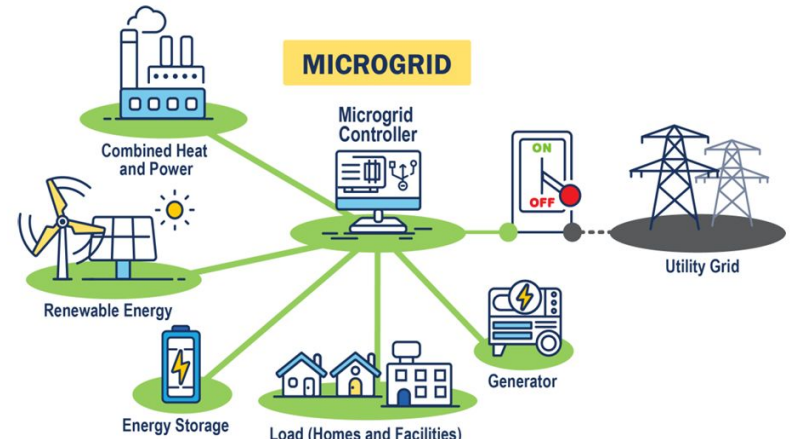 MICROGRID
Microgrid
Controller
Combined Heat
and Power
ON
OFF
Utility Grid
Renewable Energy
Generator
Energy Storage
Load (Homes and Facilities)